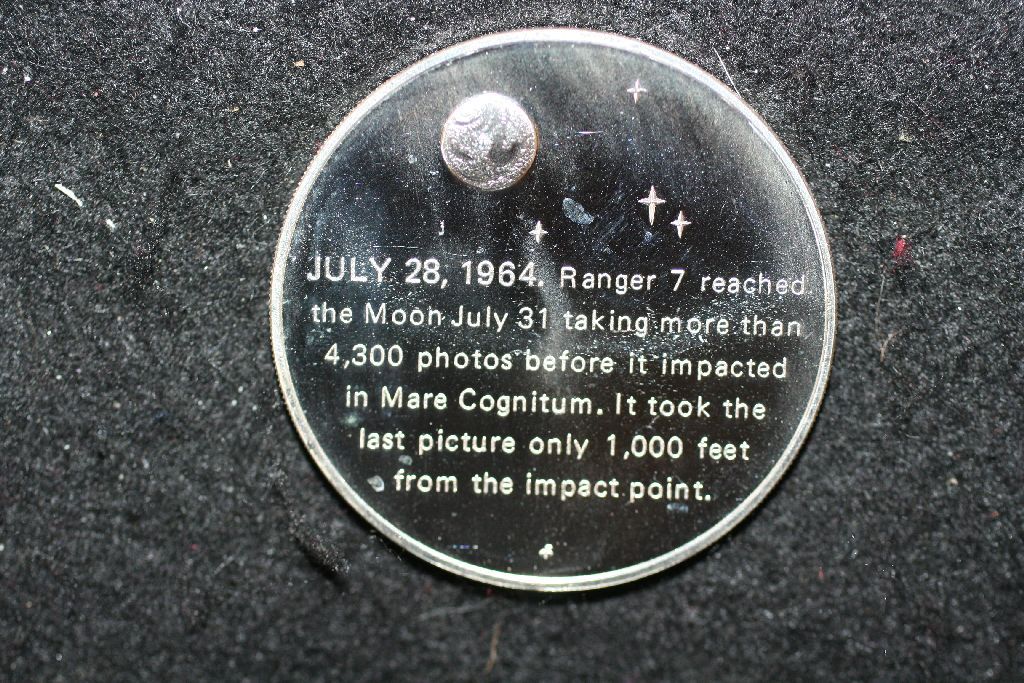 JULY 28, 1964. Ranger 7 reached
the Moon July 31 taking more than
4,300 photos before it impacted
in Mare Cognitum. It took the
last picture only 1,000 feet
from the impact point.